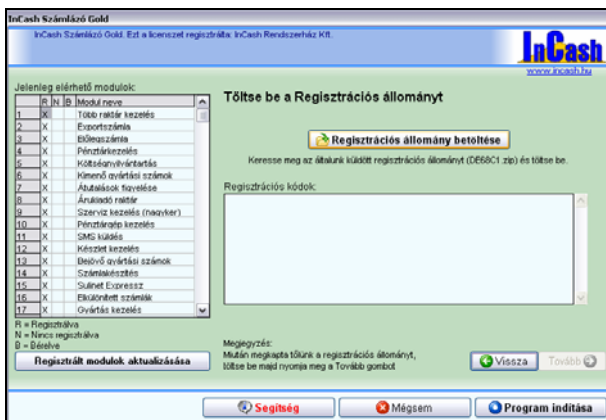 InCash Számlázó Gold
InCash Számlázó Gold. Ezt a licenszet regisztrálta: InCash Rendszerház Kft.
InCash
www.incash.hu
Jelenleg elérhető modulok:
R N B Modul neve
1 X Több raktár kezelés
2 X Exportszámla
3 X Előlegszámla
4 X Pénztárkezelés
5 X Költségnyilvántartás
6 X Kimenő gyártási számok
7 X Átutalások figyelése
8 X Árukiadó raktár
9 X Szerviz kezelés (nagyker)
10 X Pénztárgép kezelés
11 X SMS küldés
12 X Készlet kezelés
13 X Bejövő gyártási számok
14 X Számlakészítés
15 X Sulinet Expressz
16 X Elkülönített számlák
17 X Gyártás kezelés
R = Regisztrálva
N = Nincs regisztrálva
B = Bérelve
Regisztrált modulok aktualizásása
Töltse be a Regisztrációs állományt
Regisztrációs állomány betöltése
Keresse meg az általunk küldött regisztrációs állományt (DE68C1.zip) és töltse be.
Regisztrációs kódok:
Megjegyzés:
Miután megkapta tőlünk a regisztrációs állományt,
töltse be majd nyomja meg a Tovább gombot
Vissza
Tovább
Segítség
Mégsem
Program indítása